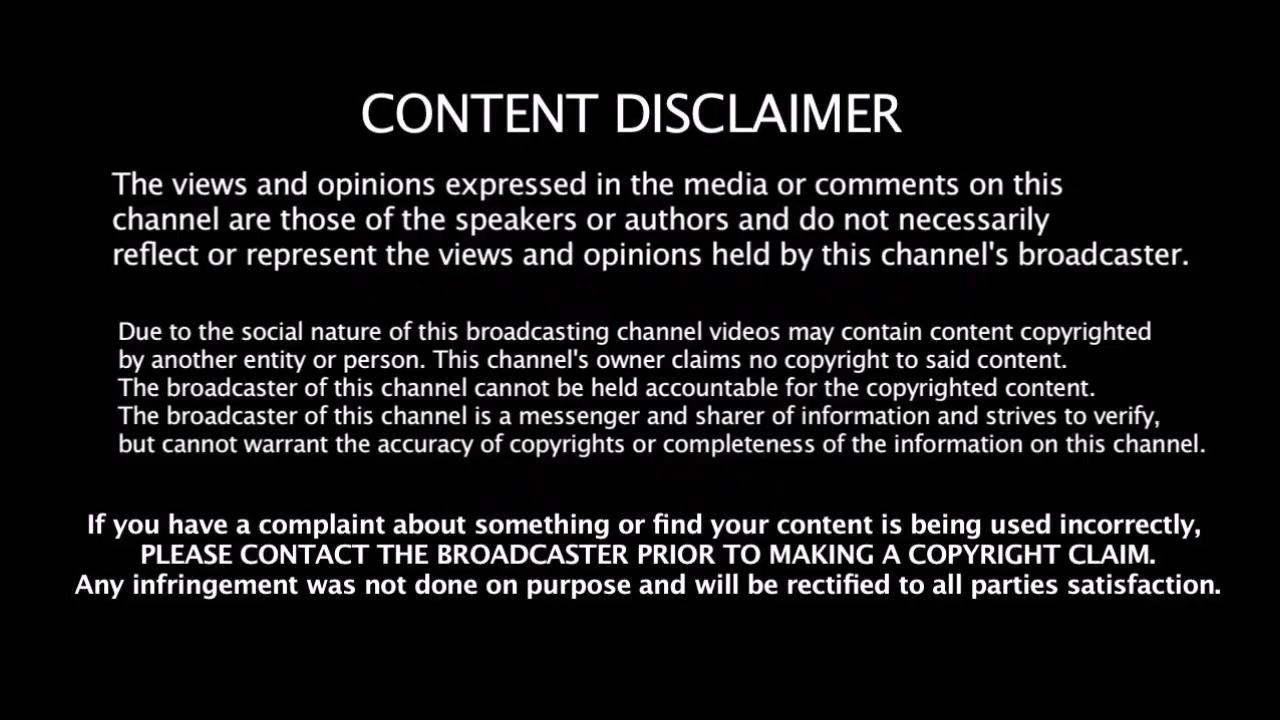 CONTENT DISCLAIMER
The views and opinions expressed in the media or comments on this
channel are those of the speakers or authors and do not necessarily
reflect or represent the views and opinions held by this channel's broadcaster.
Due to the social nature of this broadcasting channel videos may contain content copyrighted
by another entity or person. This channel's owner claims no copyright to said content.
The broadcaster of this channel cannot be held accountable for the copyrighted content.
The broadcaster of this channel is a messenger and sharer of information and strives to verify,
but cannot warrant the accuracy of copyrights or completeness of the information on this channel.
If you have a complaint about something or find your content is being used incorrectly,
PLEASE CONTACT THE BROADCASTER PRIOR TO MAKING A COPYRIGHT CLAIM.
Any infringement was not done on purpose and will be rectified to all parties satisfaction.